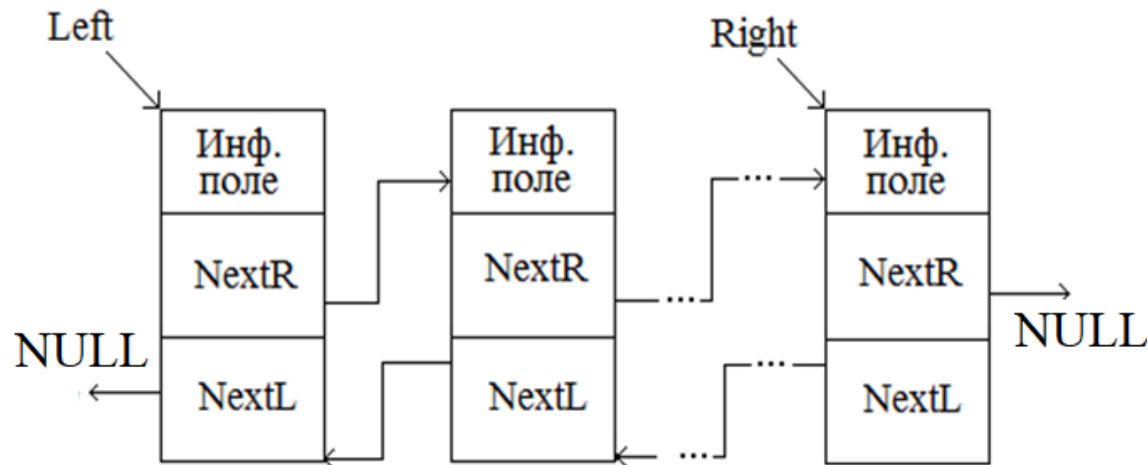 Left
Right
Инф.
поле
NextR
NextL
Инф.
поле
NextR
NextL
...
...
...
...
Инф.
поле
NextR
NextL
NULL
NULL